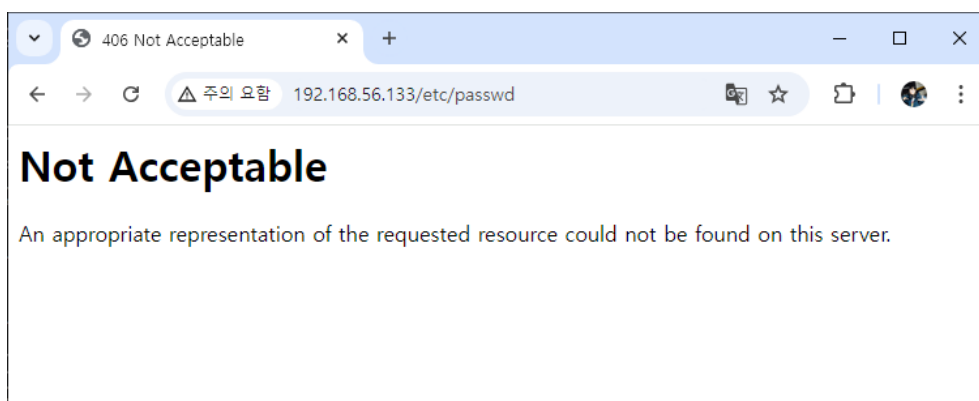 406 Not Acceptable
주의 요함 192.168.56.133/etc/passwd
Not Acceptable
An appropriate representation of the requested resource could not be found on this server.